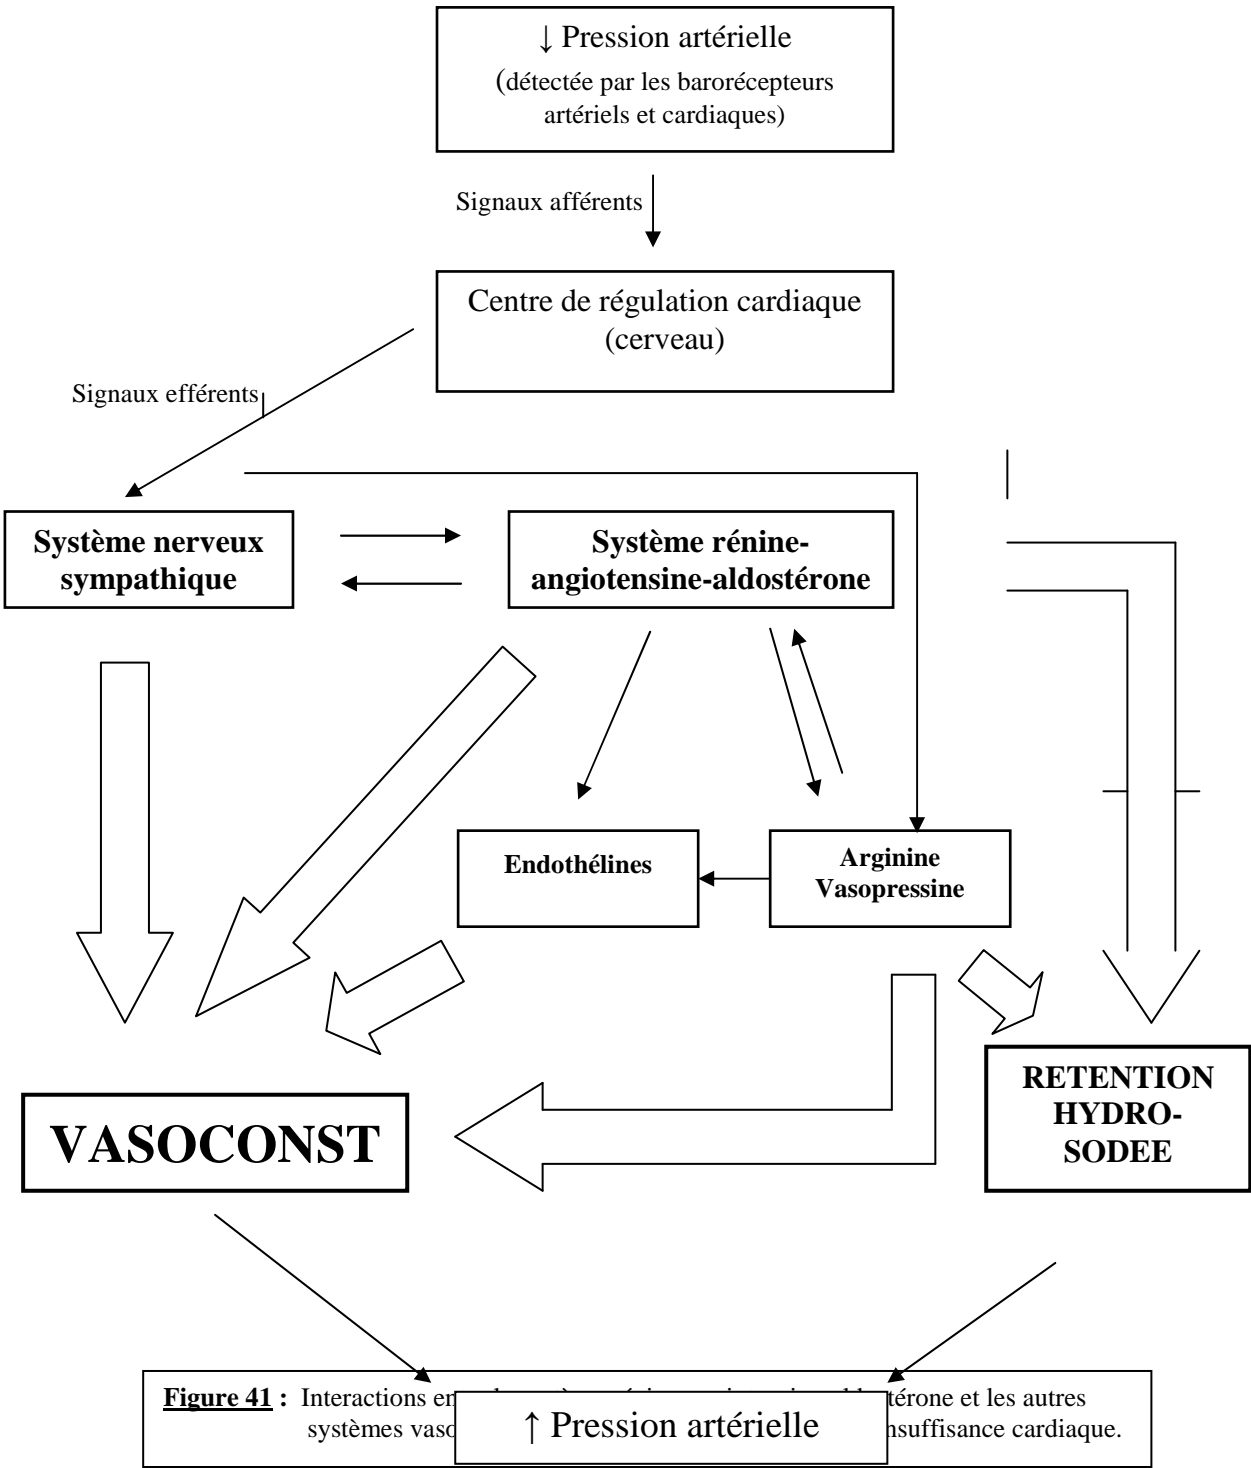 ↓ Pression artérielle
(détectée par les barorécepteurs
artériels et cardiaques)
Signaux afférents
Centre de régulation cardiaque
(cerveau)
Signaux efférents
Système nerveux
sympathique
Système rénine-
angiotensine-aldostérone
Endothélines
Arginine
Vasopressine
RETENTION
HYDRO-
SODEE
VASOCONST
Figure 41 : Interactions en térone et les autres
systèmes vaso nsuffisance cardiaque.
↑ Pression artérielle